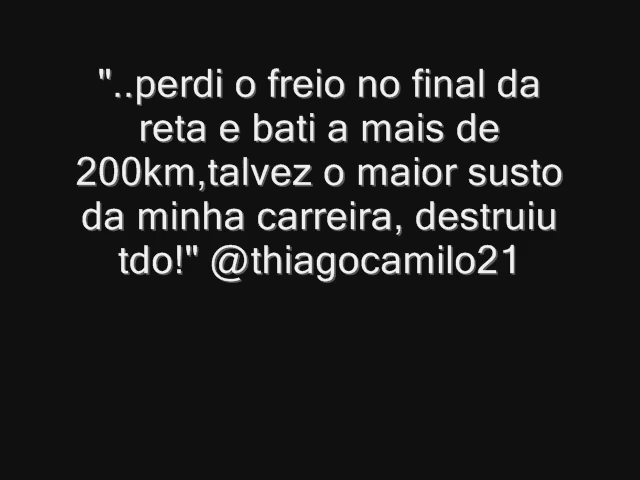 "..perdi o freio no final da
reta e bati a mais de
200km,talvez o maior susto
da minha carreira, destruiu
tdo!" @thiagocamilo21